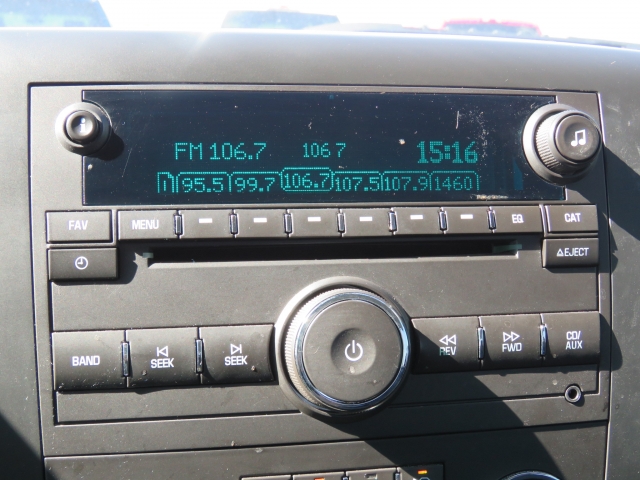 FM 106.7 106 7 15:16
1 95.5 99.7 106.7 107.5 107.9 1460
FAV MENU EQ CAT
EJECT
BAND SEEK SEEK REV FWD CD/AUX